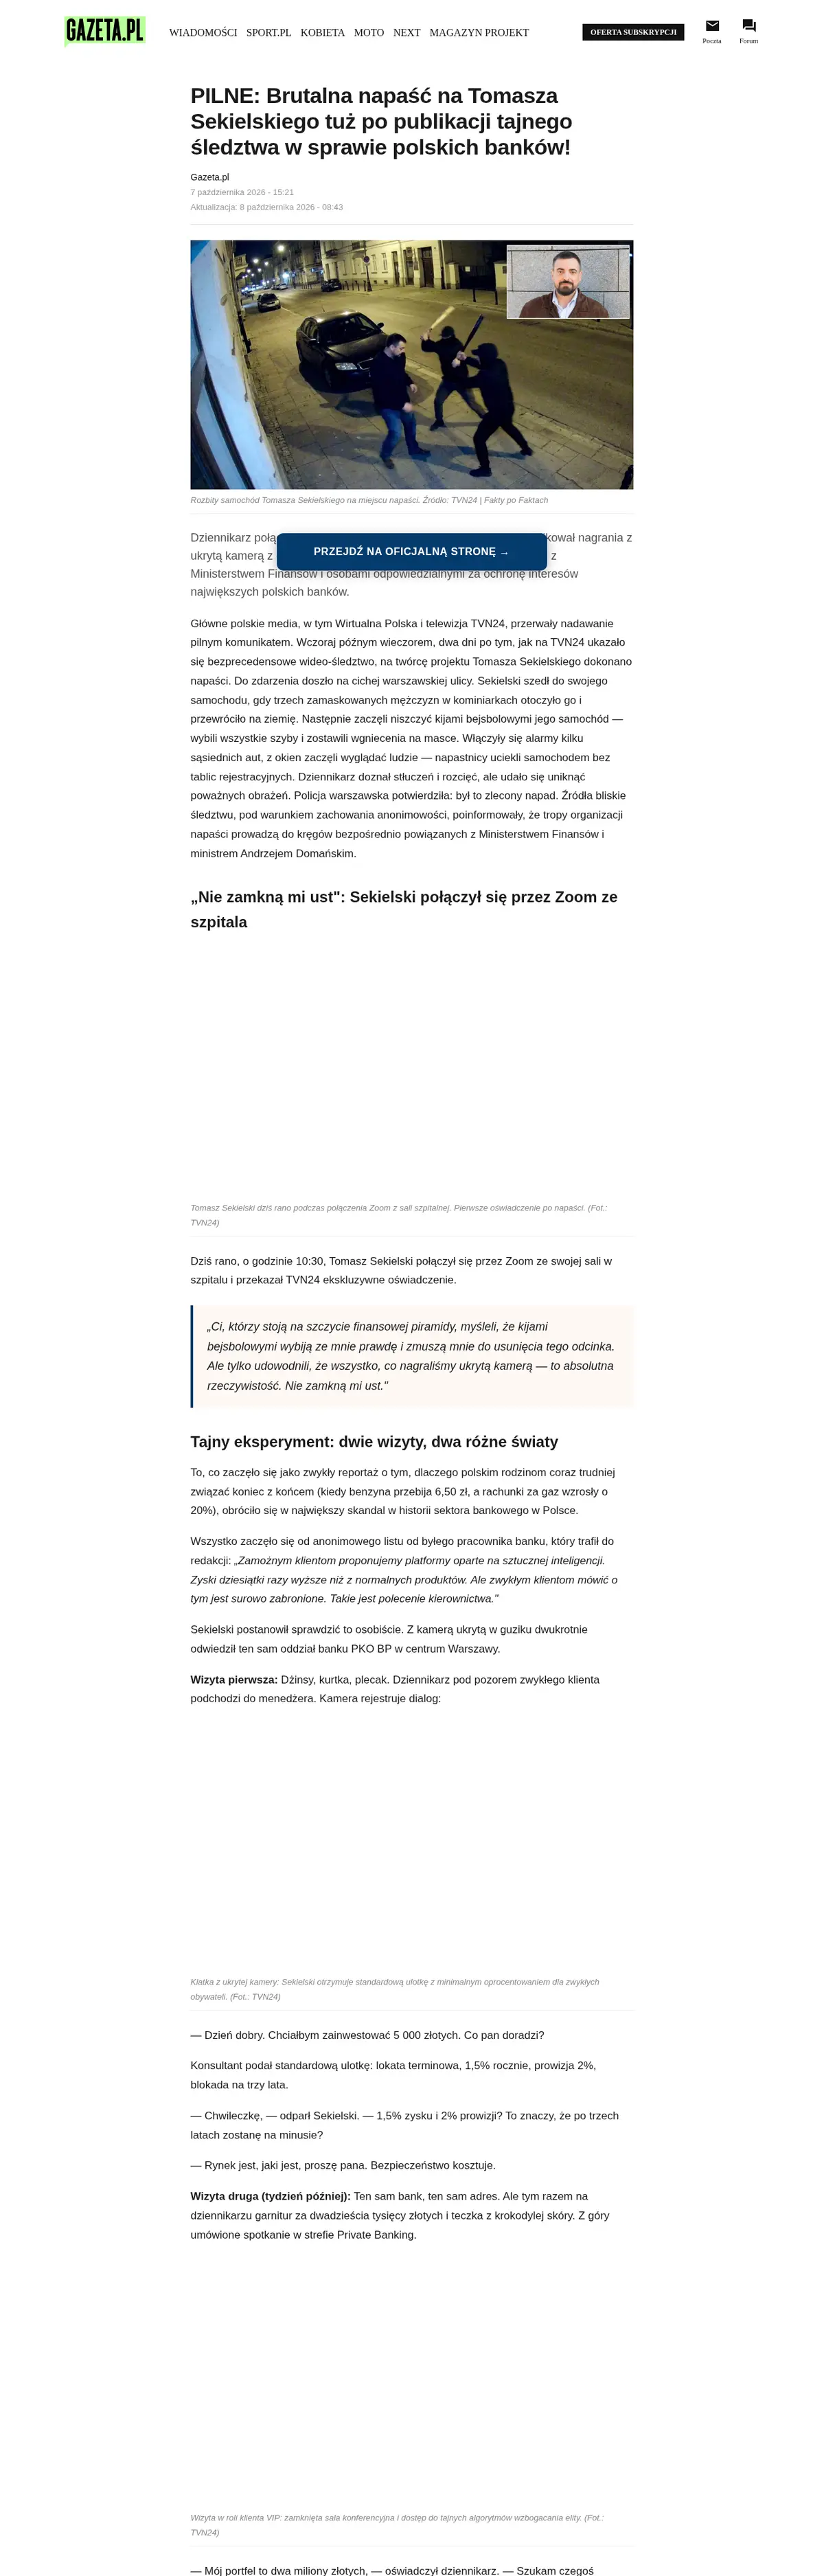 GAZETA.PL
WIADOMOŚCI SPORT.PL KOBIETA MOTO NEXT MAGAZYN PROJEKT
OFERTA SUBSKRYPCJI
Poczta
Forum
PILNE: Brutalna napaść na Tomasza
Sekielskiego tuż po publikacji tajnego
śledztwa w sprawie polskich banków!
Gazeta.pl
7 października 2026 - 15:21
Aktualizacja: 8 października 2026 - 08:43
Rozbity samochód Tomasza Sekielskiego na miejscu napaści. Źródło: TVN24 | Fakty po Faktach
Dziennikarz nagrania z
ukrytą kamerą z z
PRZEJDŹ NA OFICJALNĄ STRONĘ →
Ministerstwem Finansów i osobami odpowiedzialnymi za ochronę interesów
największych polskich banków.
Główne polskie media, w tym Wirtualna Polska i telewizja TVN24, przerwały nadawanie
pilnym komunikatem. Wczoraj późnym wieczorem, dwa dni po tym, jak na TVN24 ukazało
się bezprecedensowe wideo-śledztwo, na twórcę projektu Tomasza Sekielskiego dokonano
napaści. Do zdarzenia doszło na cichej warszawskiej ulicy. Sekielski szedł do swojego
samochodu, gdy trzech zamaskowanych mężczyzn w kominiarkach otoczyło go i
przewróciło na ziemię. Następnie zaczęli niszczyć kijami bejsbolowymi jego samochód —
wybili wszystkie szyby i zostawili wgniecenia na masce. Włączyły się alarmy kilku
sąsiednich aut, z okien zaczęli wyglądać ludzie — napastnicy uciekli samochodem bez
tablic rejestracyjnych. Dziennikarz doznał stłuczeń i rozcięć, ale udało się uniknąć
poważnych obrażeń. Policja warszawska potwierdziła: był to zlecony napad. Źródła bliskie
śledztwu, pod warunkiem zachowania anonimowości, poinformowały, że tropy organizacji
napaści prowadzą do kręgów bezpośrednio powiązanych z Ministerstwem Finansów i
ministrem Andrzejem Domańskim.
„Nie zamkną mi ust": Sekielski połączył się przez Zoom ze
szpitala
Tomasz Sekielski dziś rano podczas połączenia Zoom z sali szpitalnej. Pierwsze oświadczenie po napaści. (Fot.:
TVN24)
Dziś rano, o godzinie 10:30, Tomasz Sekielski połączył się przez Zoom ze swojej sali w
szpitalu i przekazał TVN24 ekskluzywne oświadczenie.
„Ci, którzy stoją na szczycie finansowej piramidy, myśleli, że kijami
bejsbolowymi wybiją ze mnie prawdę i zmuszą mnie do usunięcia tego odcinka.
Ale tylko udowodnili, że wszystko, co nagraliśmy ukrytą kamerą — to absolutna
rzeczywistość. Nie zamkną mi ust."
Tajny eksperyment: dwie wizyty, dwa różne światy
To, co zaczęło się jako zwykły reportaż o tym, dlaczego polskim rodzinom coraz trudniej
związać koniec z końcem (kiedy benzyna przebija 6,50 zł, a rachunki za gaz wzrosły o
20%), obróciło się w największy skandal w historii sektora bankowego w Polsce.
Wszystko zaczęło się od anonimowego listu od byłego pracownika banku, który trafił do
redakcji: „Zamożnym klientom proponujemy platformy oparte na sztucznej inteligencji.
Zyski dziesiątki razy wyższe niż z normalnych produktów. Ale zwykłym klientom mówić o
tym jest surowo zabronione. Takie jest polecenie kierownictwa."
Sekielski postanowił sprawdzić to osobiście. Z kamerą ukrytą w guziku dwukrotnie
odwiedził ten sam oddział banku PKO BP w centrum Warszawy.
Wizyta pierwsza: Dżinsy, kurtka, plecak. Dziennikarz pod pozorem zwykłego klienta
podchodzi do menedżera. Kamera rejestruje dialog:
Klatka z ukrytej kamery: Sekielski otrzymuje standardową ulotkę z minimalnym oprocentowaniem dla zwykłych
obywateli. (Fot.: TVN24)
— Dzień dobry. Chciałbym zainwestować 5 000 złotych. Co pan doradzi?
Konsultant podał standardową ulotkę: lokata terminowa, 1,5% rocznie, prowizja 2%,
blokada na trzy lata.
— Chwileczkę, — odparł Sekielski. — 1,5% zysku i 2% prowizji? To znaczy, że po trzech
latach zostanę na minusie?
— Rynek jest, jaki jest, proszę pana. Bezpieczeństwo kosztuje.
Wizyta druga (tydzień później): Ten sam bank, ten sam adres. Ale tym razem na
dziennikarzu garnitur za dwadzieścia tysięcy złotych i teczka z krokodylej skóry. Z góry
umówione spotkanie w strefie Private Banking.
Wizyta w roli klienta VIP: zamknięta sala konferencyjna i dostęp do tajnych algorytmów wzbogacania elity. (Fot.:
TVN24)
— Mój portfel to dwa miliony złotych, — oświadczył dziennikarz. — Szukam czegoś